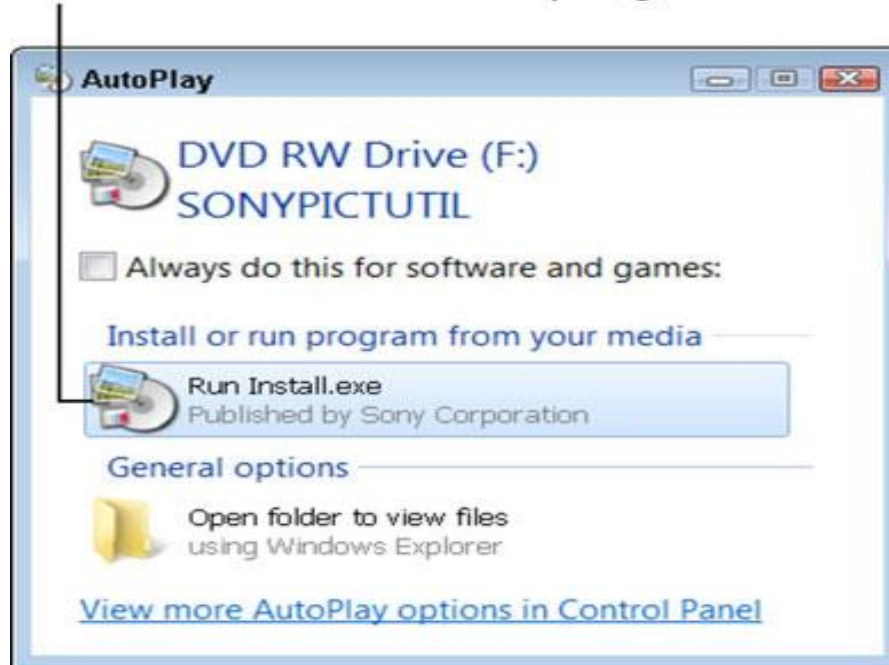 AutoPlay
DVD RW Drive (F:)
SONYPICTUTIL
Always do this for software and games:
Install or run program from your media
Run Install.exe
Published by Sony Corporation
General options
Open folder to view files
using Windows Explorer
View more AutoPlay options in Control Panel